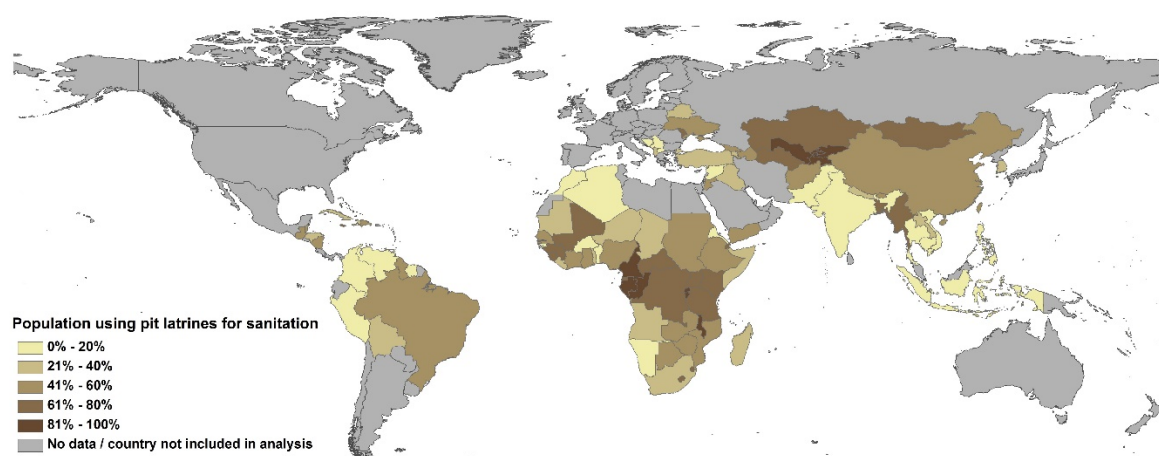 Population using pit latrines for sanitation
0% - 20%
21% - 40%
41% - 60%
61% - 80%
81% - 100%
No data / country not included in analysis